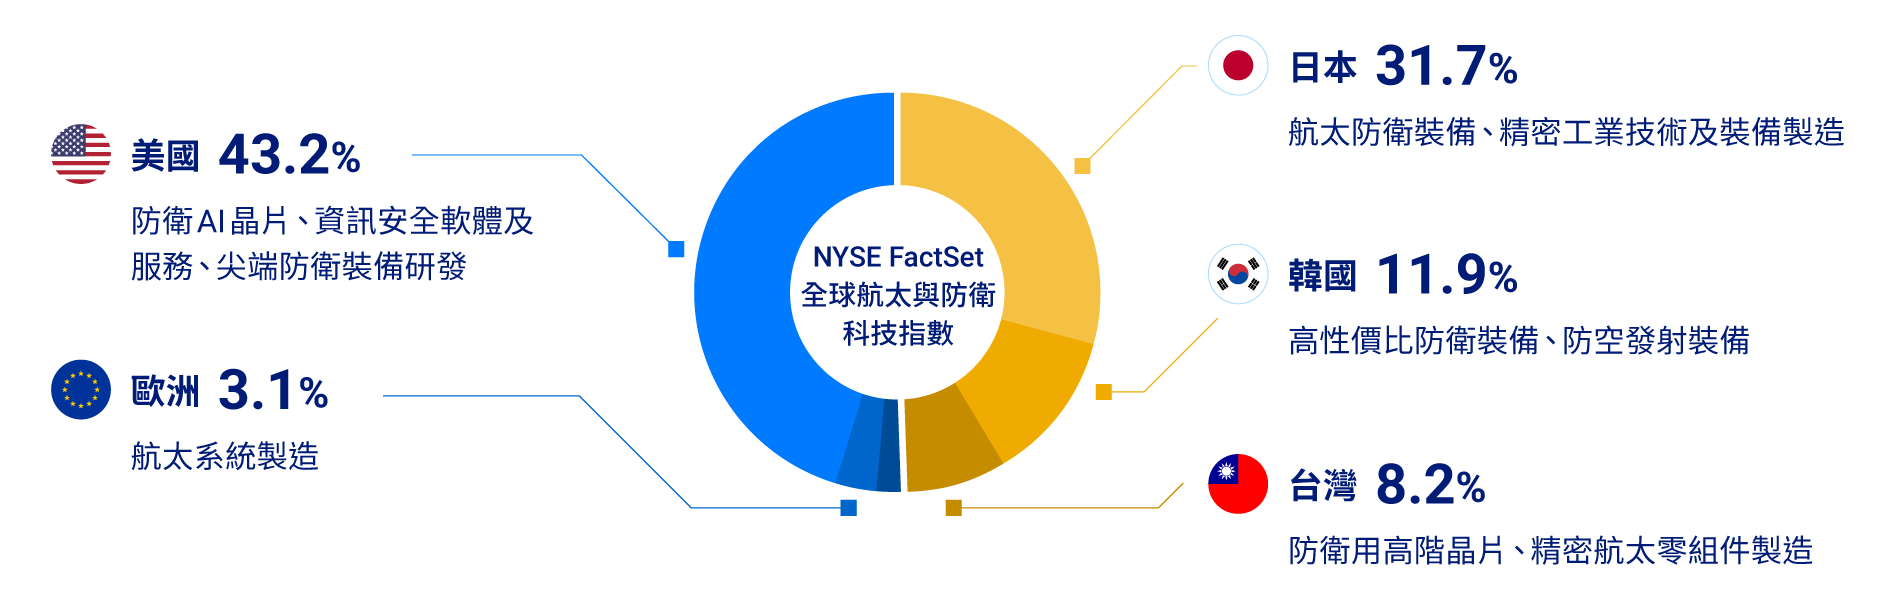 美國 43.2%
防衛AI晶片、資訊安全軟體及
服務、尖端防衛裝備研發
歐洲 3.1%
航太系統製造
NYSE FactSet
全球航太與防衛
科技指數
日本 31.7%
航太防衛裝備、精密工業技術及裝備製造
韓國 11.9%
高性價比防衛裝備、防空發射裝備
台灣 8.2%
防衛用高階晶片、精密航太零組件製造